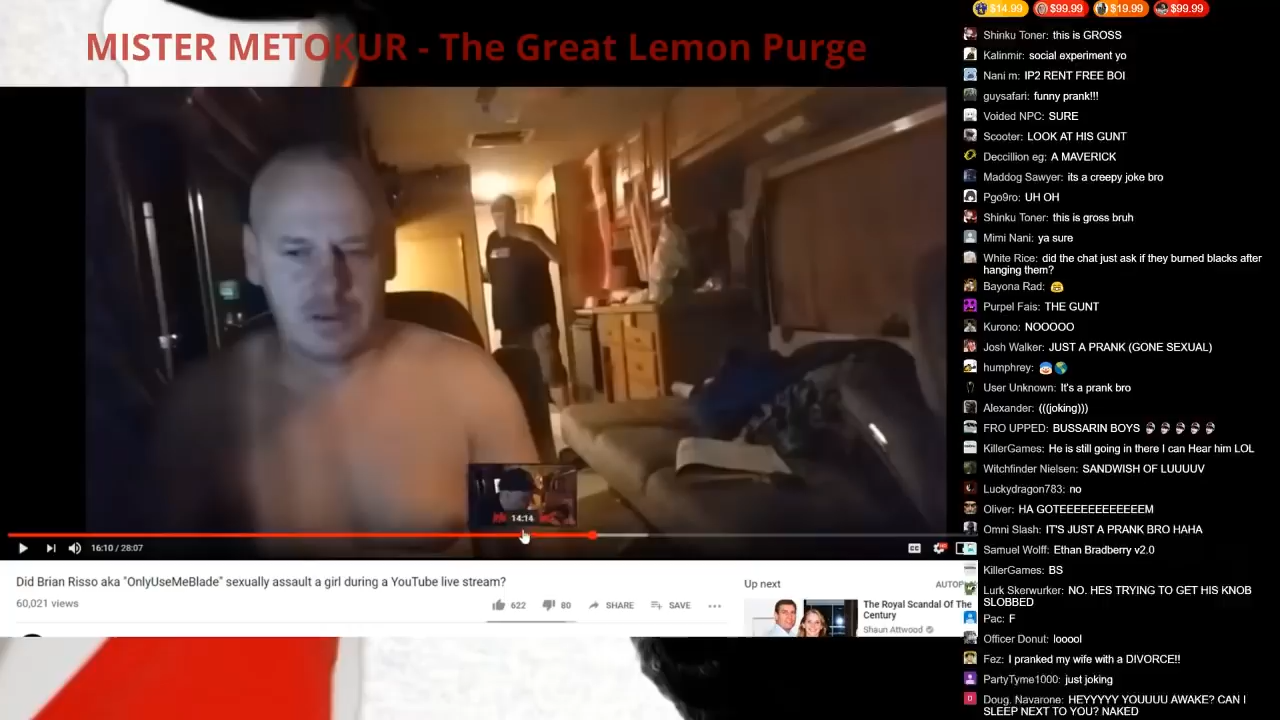 $14.99 $99.99 $19.99 $99.99
MISTER METOKUR - The Great Lemon Purge
Shinku Toner: this is GROSS
Kalinmir: social experiment yo
Nani m: IP2 RENT FREE BOI
guysafari: funny prank!!!
Voided NPC: SURE
Scooter: LOOK AT HIS GUNT
Deccillion eg: A MAVERICK
Maddog Sawyer: its a creepy joke bro
Pgo9ro: UH OH
Shinku Toner: this is gross bruh
Mimi Nani: ya sure
White Rice: did the chat just ask if they burned blacks after
hanging them?
Bayona Rad:
Purpel Fais: THE GUNT
Kurono: NOOOOO
Josh Walker: JUST A PRANK (GONE SEXUAL)
humphrey:
User Unknown: It's a prank bro
Alexander: (((joking)))
FRO UPPED: BUSSARIN BOYS
KillerGames: He is still going in there I can Hear him LOL
Witchfinder Nielsen: SANDWISH OF LUUUUV
Luckydragon783: no
Oliver: HA GOTEEEEEEEEEEEM
Omni Slash: IT'S JUST A PRANK BRO HAHA
Samuel Wolff: Ethan Bradberry v2.0
KillerGames: BS
Lurk Skerwurker: NO. HES TRYING TO GET HIS KNOB
SLOBBED
Pac: F
Officer Donut: looool
Fez: I pranked my wife with a DIVORCE!!
PartyTyme1000: just joking
Doug. Navarone: HEYYYYY YOUUUU AWAKE? CAN I
SLEEP NEXT TO YOU? NAKED
14:14
16:10 / 28:07
CC
Did Brian Risso aka "OnlyUseMeBlade" sexually assault a girl during a YouTube live stream?
60,021 views
622 80 SHARE SAVE
Up next
AUTOPL
The Royal Scandal Of The
Century
Shaun Attwood